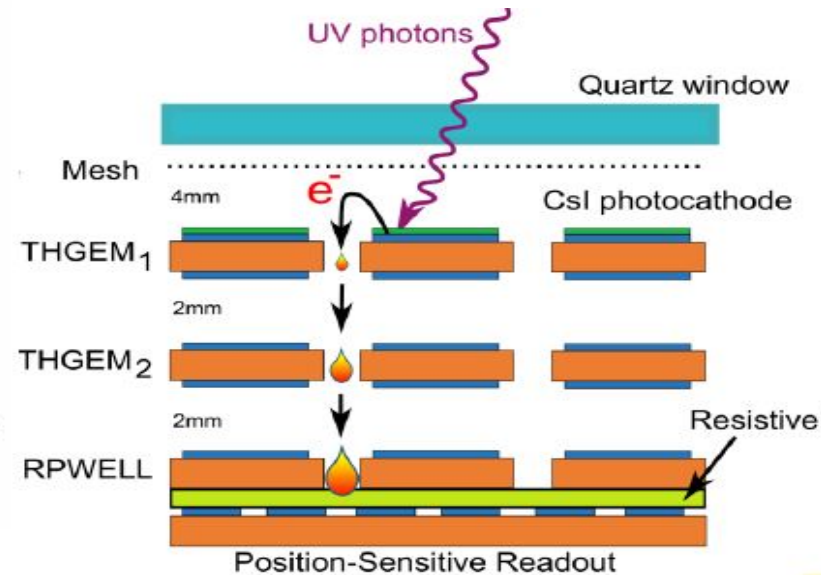 UV photons
Quartz window
Mesh
e⁻
4mm
CsI photocathode
THGEM₁
2mm
THGEM₂
2mm
Resistive
RPWELL
Position-Sensitive Readout